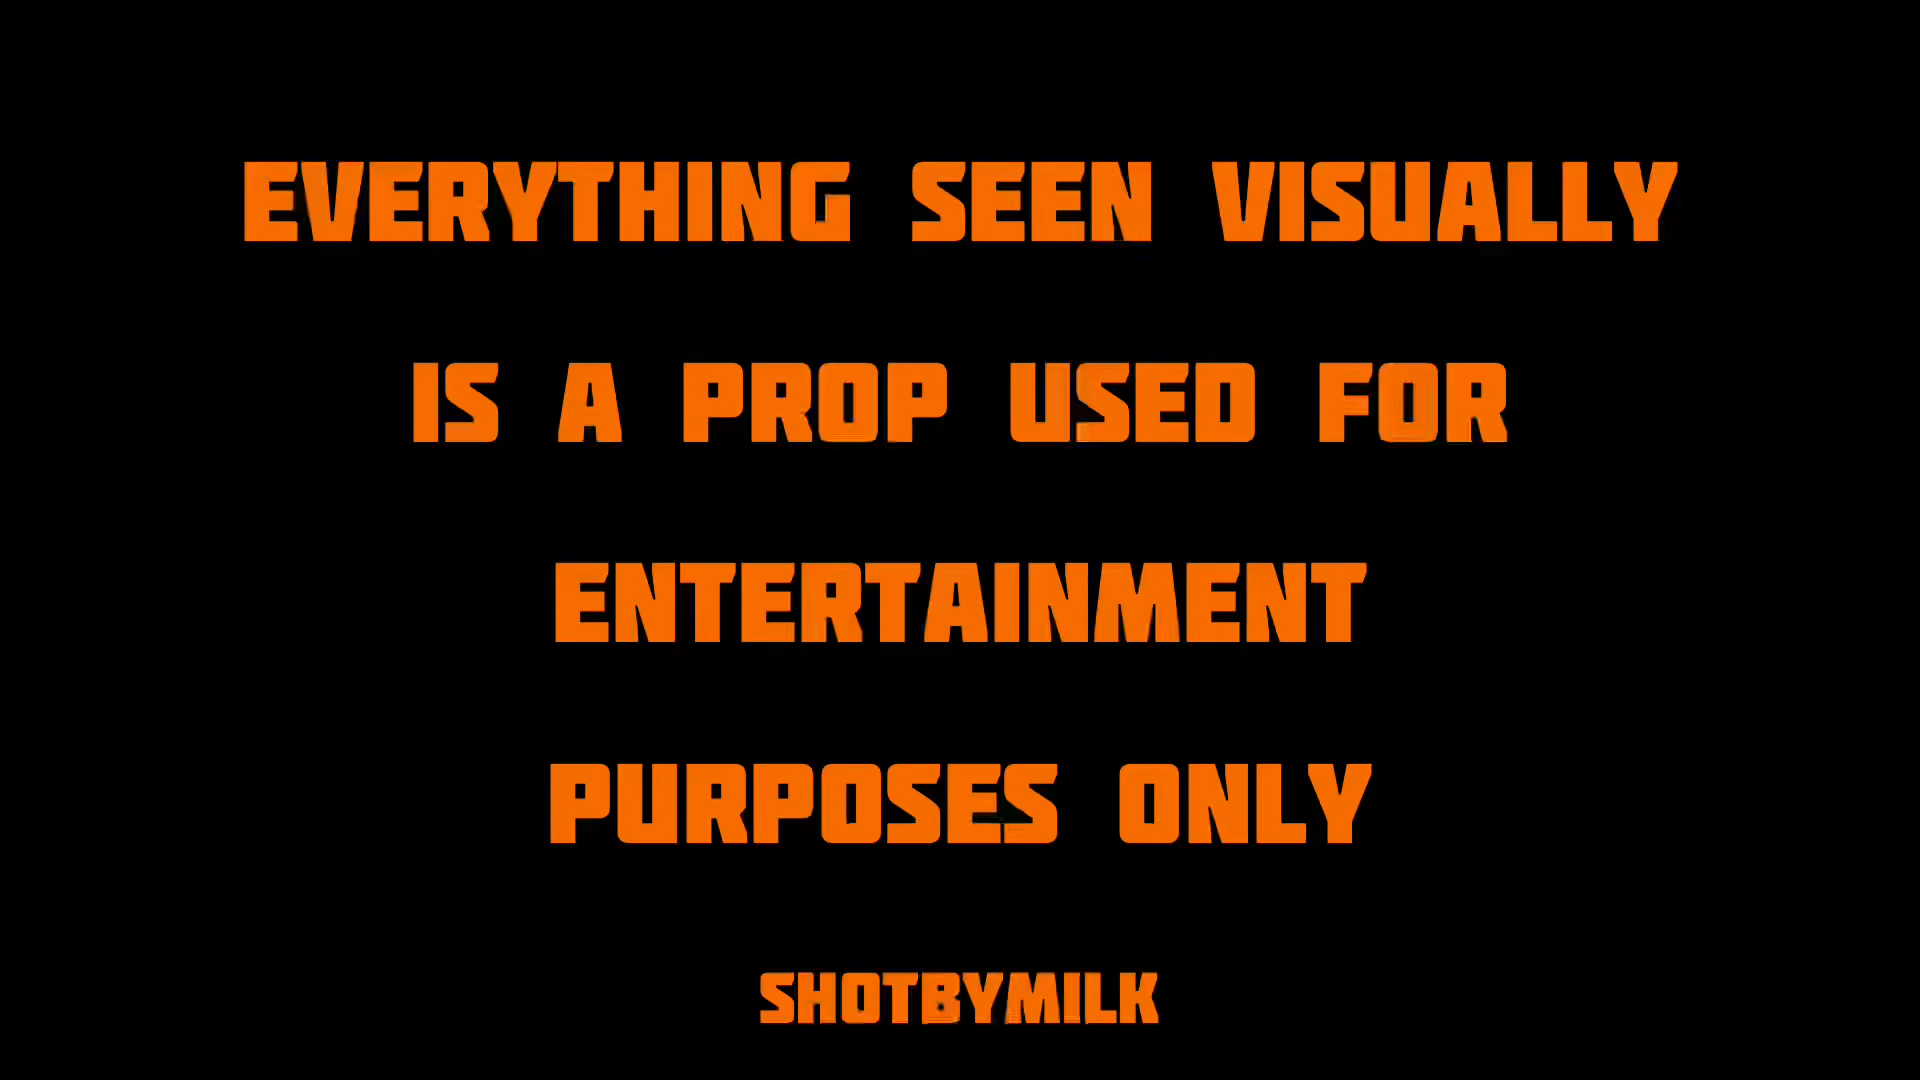 EVERYTHING SEEN VISUALLY
IS A PROP USED FOR
ENTERTAINMENT
PURPOSES ONLY
SHOTBYMILK